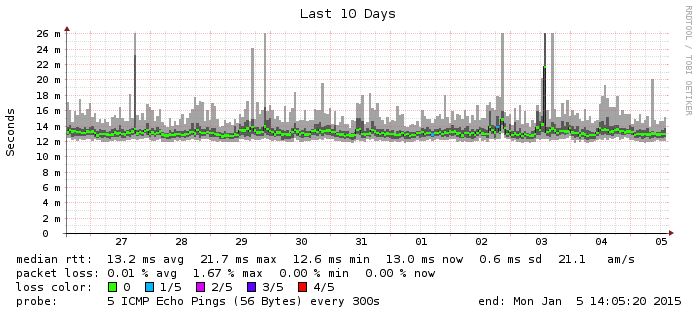 Last 10 Days
RRDTOOL / TOBI OETIKER
Seconds
26 m
24 m
22 m
20 m
18 m
16 m
14 m
12 m
10 m
8 m
6 m
4 m
2 m
0
27 28 29 30 31 01 02 03 04 05
median rtt: 13.2 ms avg 21.7 ms max 12.6 ms min 13.0 ms now 0.6 ms sd 21.1 am/s
packet loss: 0.01 % avg 1.67 % max 0.00 % min 0.00 % now
loss color: 0 1/5 2/5 3/5 4/5
probe: 5 ICMP Echo Pings (56 Bytes) every 300s end: Mon Jan 5 14:05:20 2015